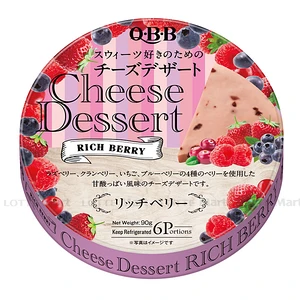 Q·B·B
スウィーツ好きのための
チーズデザート
Cheese
Dessert
RICH BERRY
ラズベリー、クランベリー、いちご、ブルーベリーの4種のベリーを使用した
甘酸っぱい風味のチーズデザートです。
リッチベリー
Net Weight: 90g
Keep Refrigerated
6Portions
※写真はイメージです
Cheese Dessert RICH BERRY